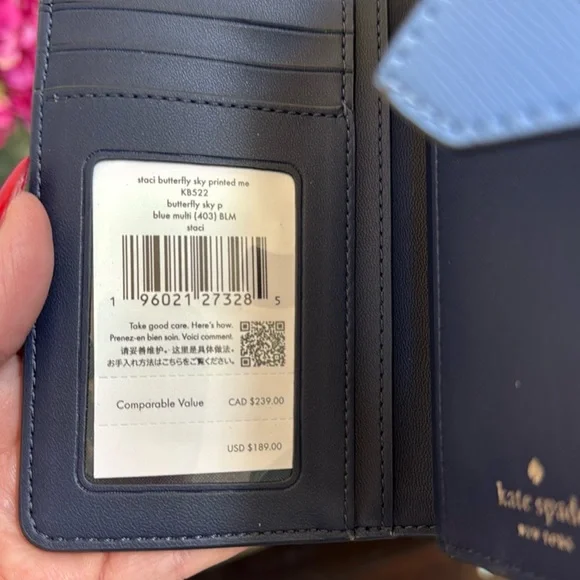 staci butterfly sky printed me
KB522
butterfly sky p
blue multi (403) BLM
staci
1 96021 27328 5
Take good care. Here's how.
Prenez-en bien soin. Voici comment.
请妥善维护。这里是具体做法。
お手入れ方法はこちらをご覧ください。
Comparable Value CAD $239.00
USD $189.00
kate spade
NEW YORK